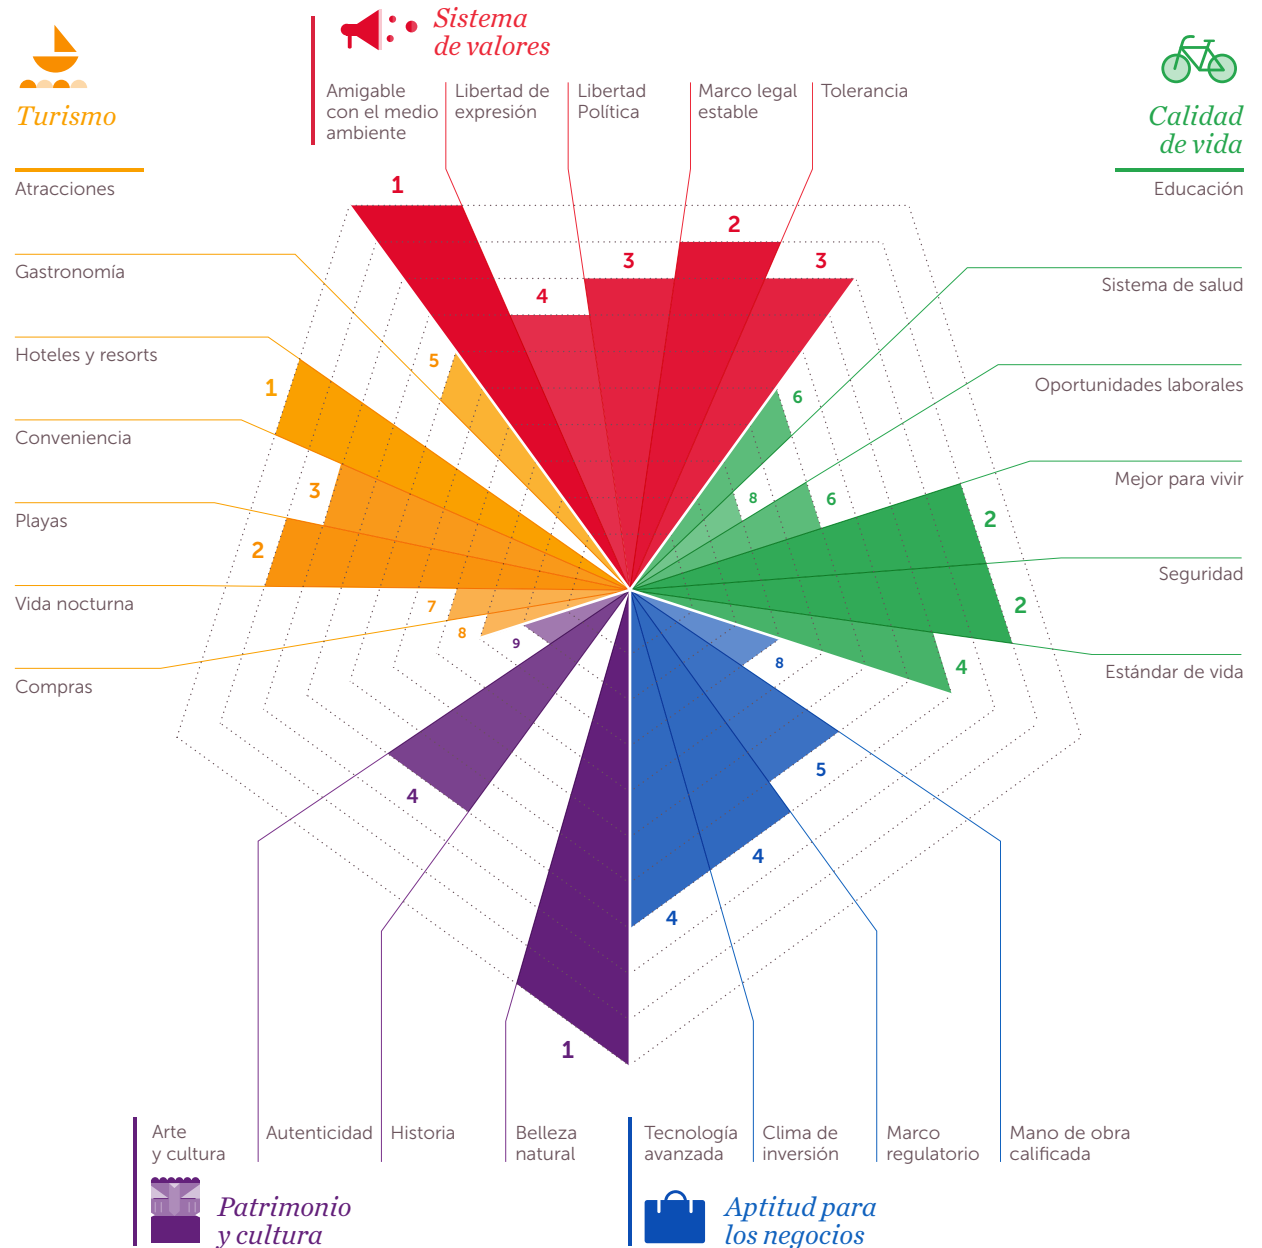 Sistema
de valores
Amigable
con el medio
ambiente
Libertad de
expresión
Libertad
Política
Marco legal
estable
Tolerancia
1
4
3
2
3
Turismo
Atracciones
Gastronomía
Hoteles y resorts
Conveniencia
Playas
Vida nocturna
Compras
5
1
3
2
7
8
Calidad
de vida
Educación
Sistema de salud
Oportunidades laborales
Mejor para vivir
Seguridad
Estándar de vida
6
8
6
2
2
4
9
4
1
8
5
4
4
Arte
y cultura
Autenticidad
Historia
Belleza
natural
Patrimonio
y cultura
Tecnología
avanzada
Clima de
inversión
Marco
regulatorio
Mano de obra
calificada
Aptitud para
los negocios